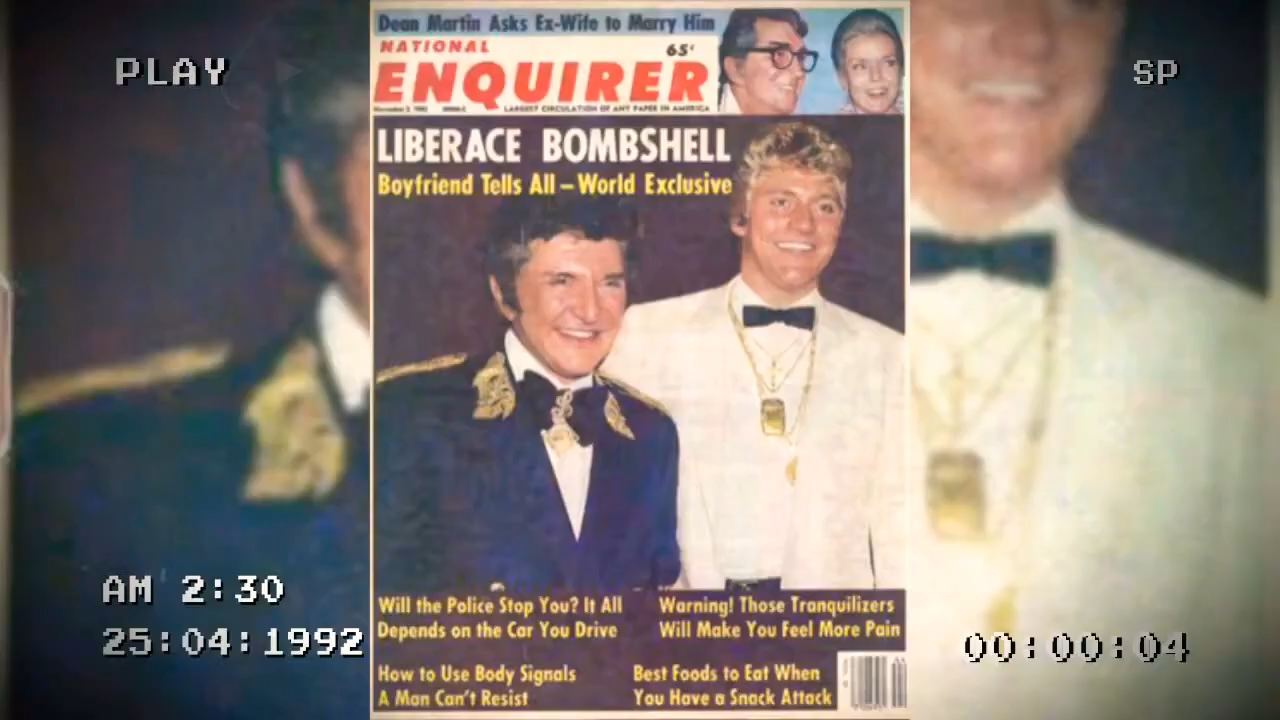 PLAY
SP
Dean Martin Asks Ex-Wife to Marry Him
NATIONAL
65¢
ENQUIRER
LARGEST CIRCULATION OF ANY PAPER IN AMERICA
LIBERACE BOMBSHELL
Boyfriend Tells All – World Exclusive
Will the Police Stop You? It All
Depends on the Car You Drive
Warning! Those Tranquilizers
Will Make You Feel More Pain
How to Use Body Signals
A Man Can't Resist
Best Foods to Eat When
You Have a Snack Attack
AM 2:30
25:04:1992
00:00:04